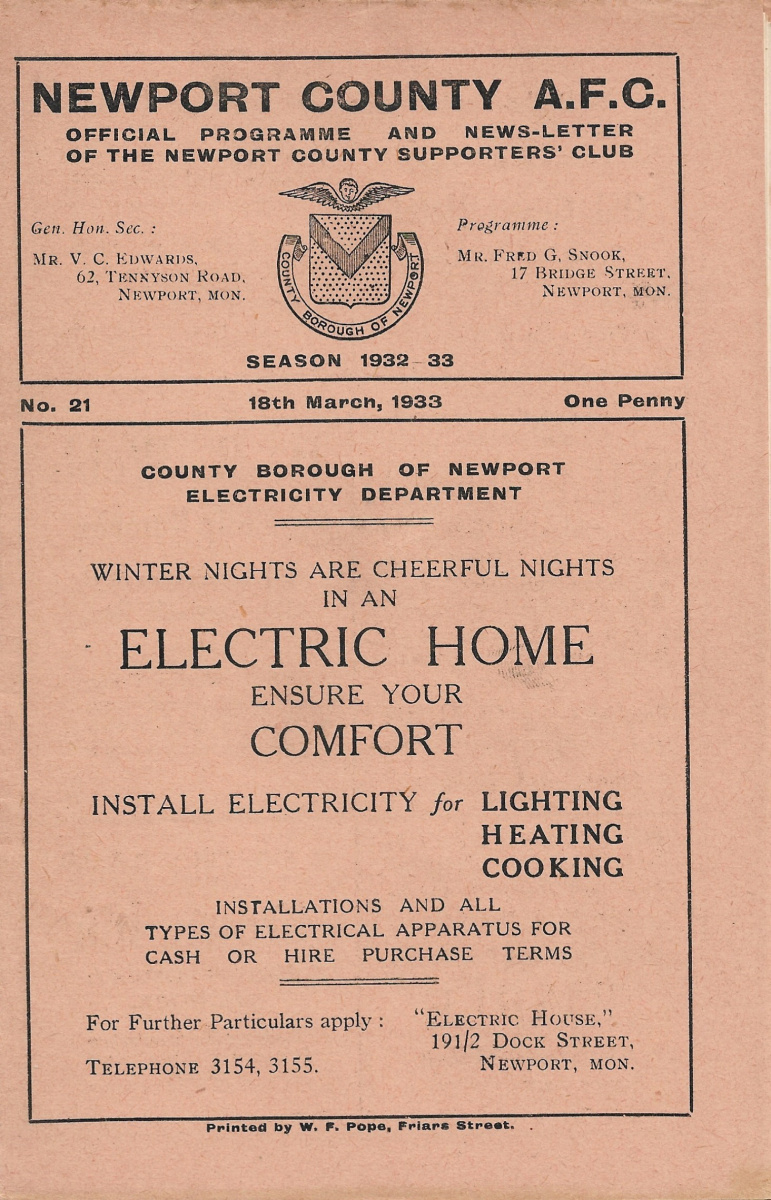 NEWPORT COUNTY A.F.C.
OFFICIAL PROGRAMME AND NEWS-LETTER
OF THE NEWPORT COUNTY SUPPORTERS' CLUB
Gen. Hon. Sec. :
MR. V. C. EDWARDS,
62, TENNYSON ROAD,
NEWPORT, MON.
COUNTY BOROUGH OF NEWPORT
Programme :
MR. FRED G, SNOOK,
17 BRIDGE STREET,
NEWPORT, MON.
SEASON 1932-33
No. 21 18th March, 1933 One Penny
COUNTY BOROUGH OF NEWPORT
ELECTRICITY DEPARTMENT
WINTER NIGHTS ARE CHEERFUL NIGHTS
IN AN
ELECTRIC HOME
ENSURE YOUR
COMFORT
INSTALL ELECTRICITY for LIGHTING
HEATING
COOKING
INSTALLATIONS AND ALL
TYPES OF ELECTRICAL APPARATUS FOR
CASH OR HIRE PURCHASE TERMS
For Further Particulars apply : "ELECTRIC HOUSE,"
191/2 DOCK STREET,
TELEPHONE 3154, 3155. NEWPORT, MON.
Printed by W. F. Pope, Friars Street.